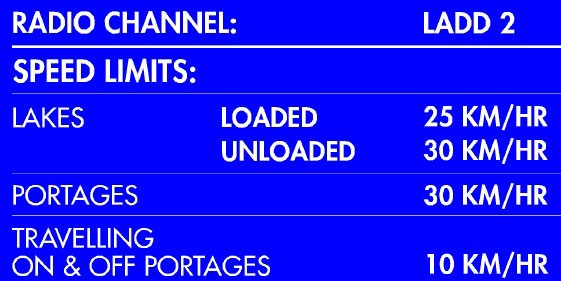 RADIO CHANNEL: LADD 2
SPEED LIMITS:
LAKES LOADED 25 KM/HR
UNLOADED 30 KM/HR
PORTAGES 30 KM/HR
TRAVELLING
ON & OFF PORTAGES 10 KM/HR